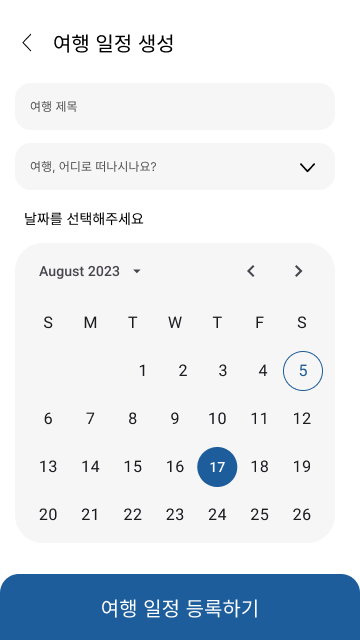 여행 일정 생성
여행 제목
여행, 어디로 떠나시나요?
날짜를 선택해주세요
August 2023
S M T W T F S
1 2 3 4 5
6 7 8 9 10 11 12
13 14 15 16 17 18 19
20 21 22 23 24 25 26
여행 일정 등록하기